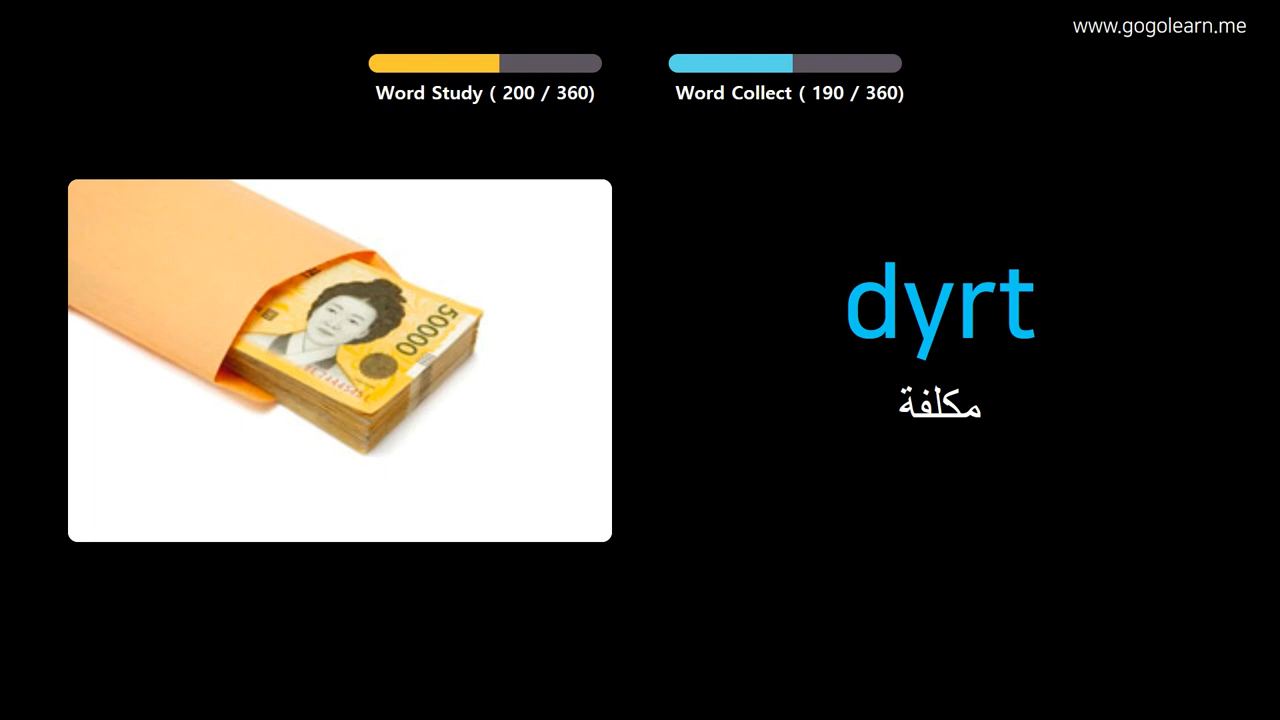 www.gogolearn.me
Word Study ( 200 / 360)
Word Collect ( 190 / 360)
50000
dyrt
مكلفة